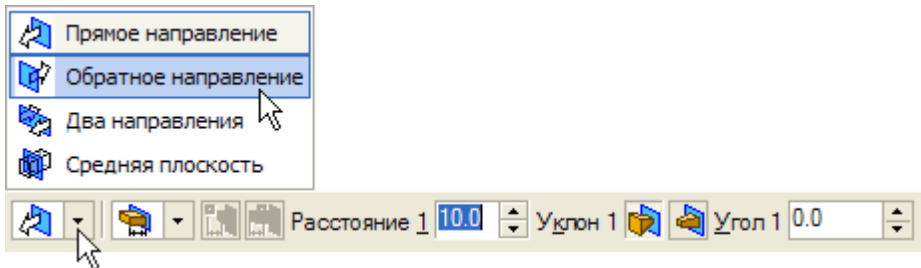 Прямое направление
Обратное направление
Два направления
Средняя плоскость
Расстояние 1 10.0 Уклон 1 Угол 1 0.0